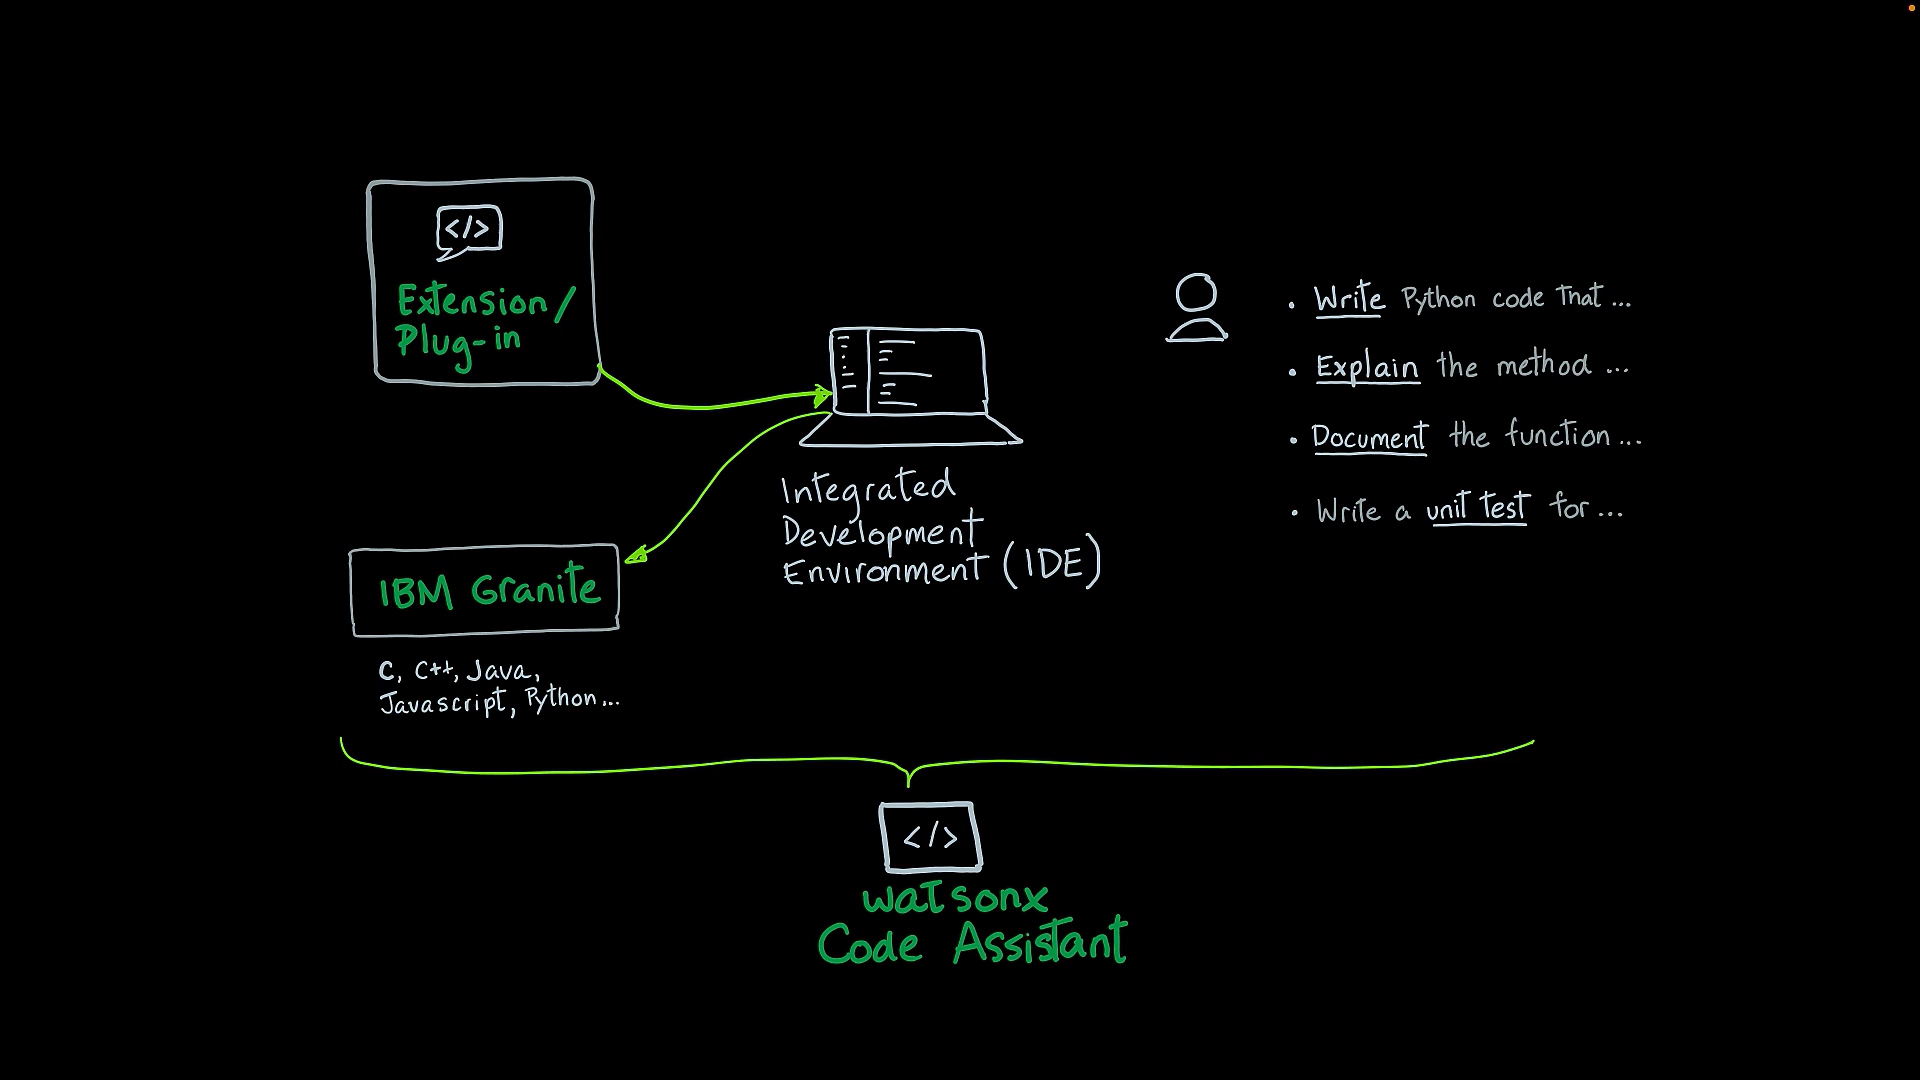 </>
Extension/
Plug-in
Integrated
Development
Environment (IDE)
• Write Python code that ...
• Explain the method ...
• Document the function ...
• Write a unit test for ...
IBM Granite
C, C++, Java,
Javascript, Python ...
</>
watsonx
Code Assistant